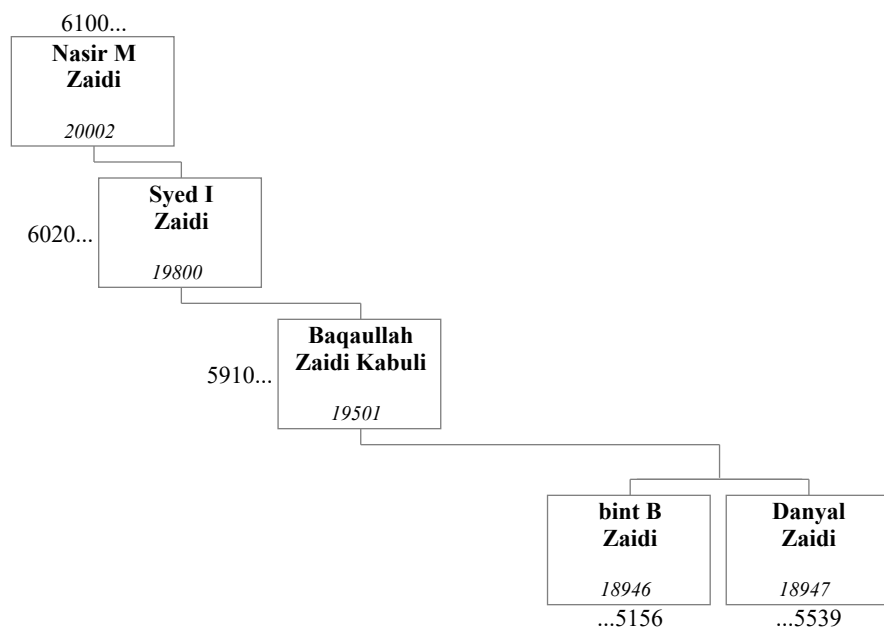 6100...
Nasir M
Zaidi
20002
Syed I
Zaidi
6020...
19800
Baqaullah
Zaidi Kabuli
5910...
19501
bint B
Zaidi
18946
...5156
Danyal
Zaidi
18947
...5539